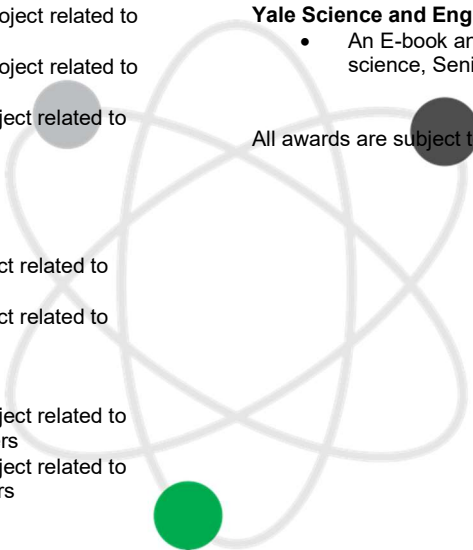 oject related to
oject related to
ject related to
ct related to
ct related to
ject related to
rs
ject related to
rs
Yale Science and Eng
• An E-book an
science, Seni
All awards are subject t